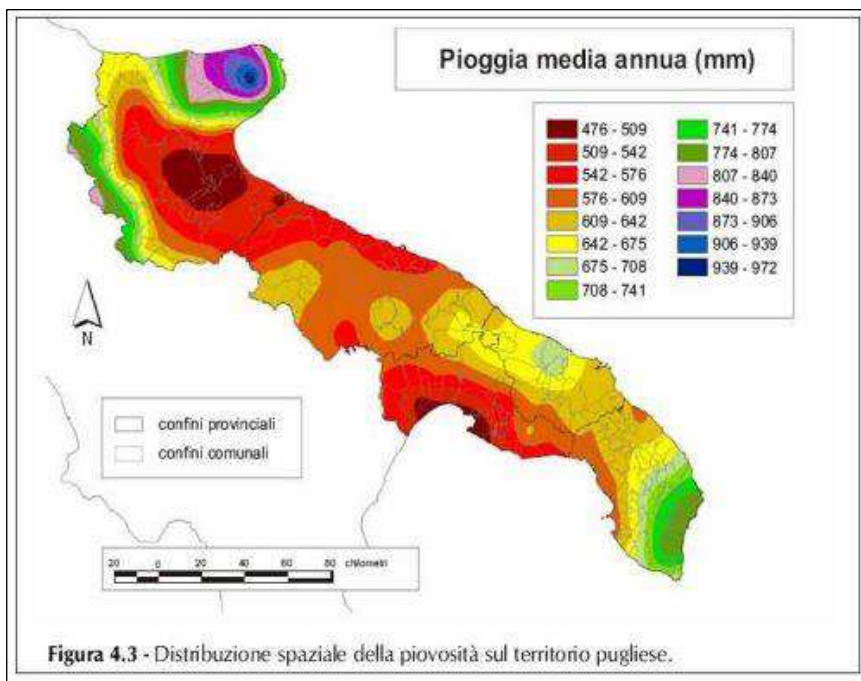 Pioggia media annua (mm)
476 - 509
509 - 542
542 - 576
576 - 609
609 - 642
642 - 675
675 - 708
708 - 741
741 - 774
774 - 807
807 - 840
840 - 873
873 - 906
906 - 939
939 - 972
N
confini provinciali
confini comunali
20 0 20 40 60 80 chilometri
Figura 4.3 - Distribuzione spaziale della piovosità sul territorio pugliese.